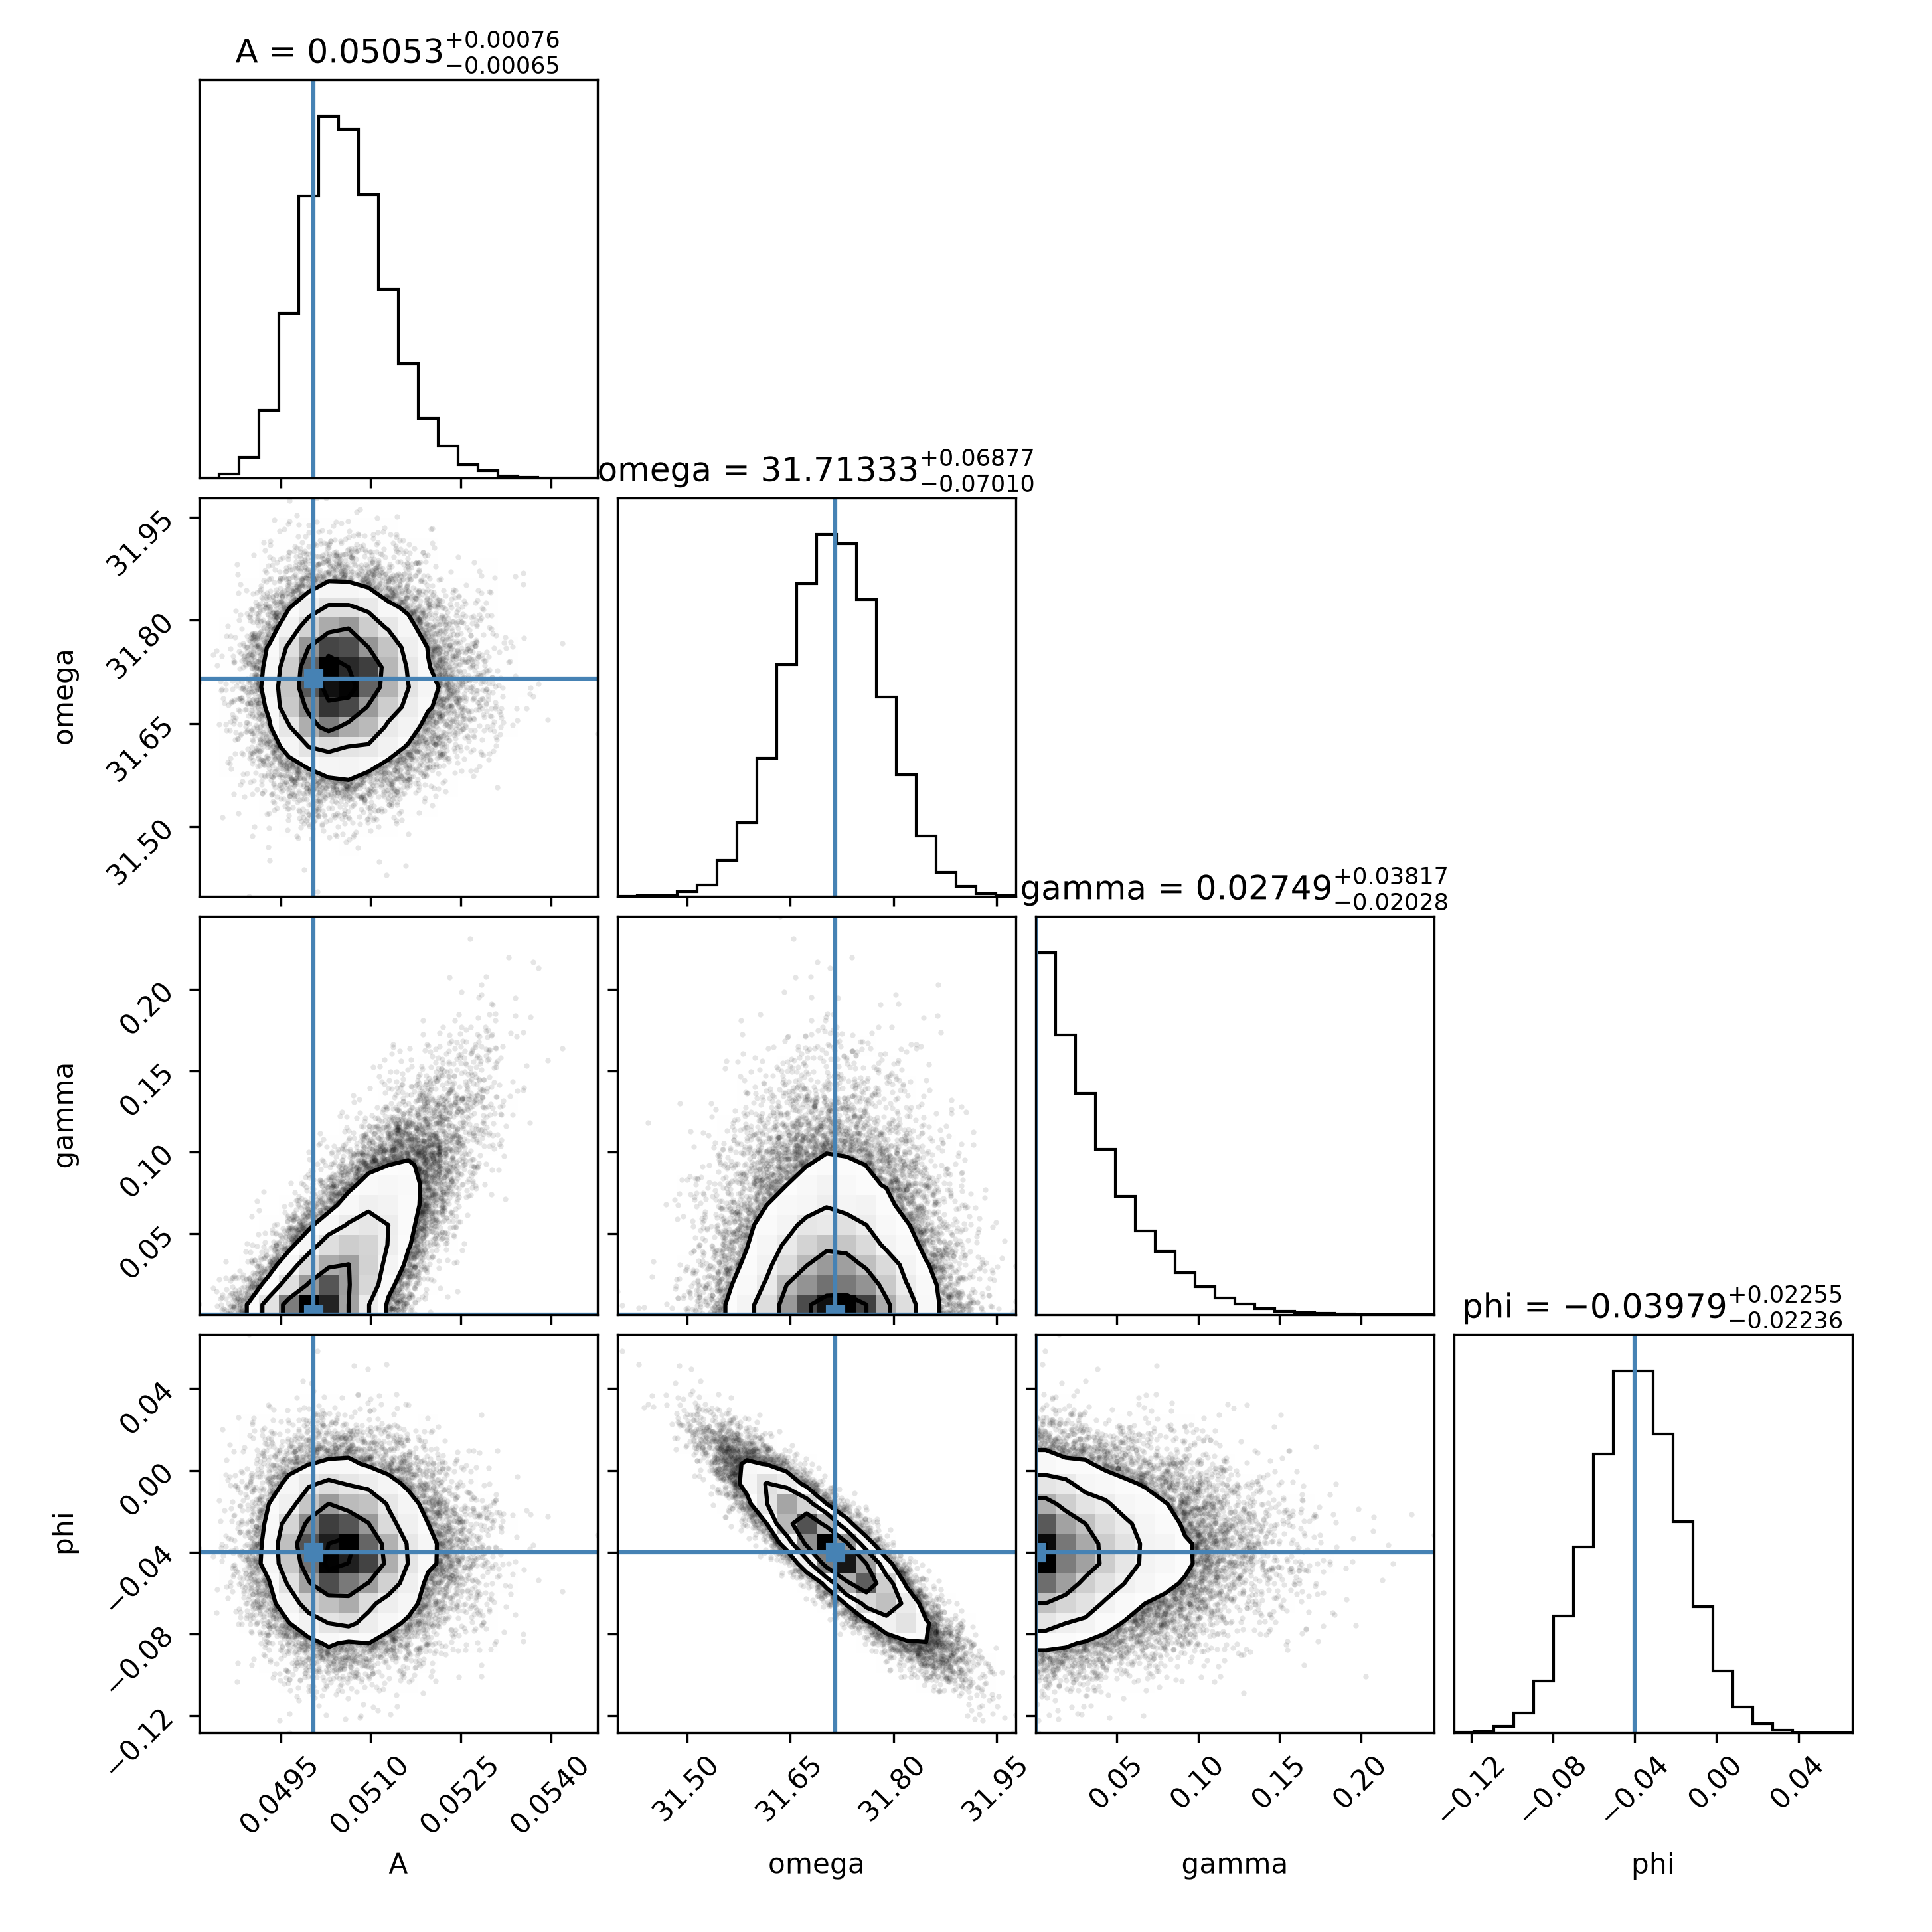 A = 0.05053+0.00076−0.00065
omega = 31.71333+0.06877−0.07010
31.95
31.80
31.65
31.50
omega
gamma = 0.02749+0.03817−0.02028
0.20
0.15
0.10
0.05
gamma
phi = −0.03979+0.02255−0.02236
0.04
0.00
−0.04
−0.08
−0.12
phi
0.0495 0.0510 0.0525 0.0540 31.50 31.65 31.80 31.95 0.05 0.10 0.15 0.20 −0.12 −0.08 −0.04 0.00 0.04
A omega gamma phi